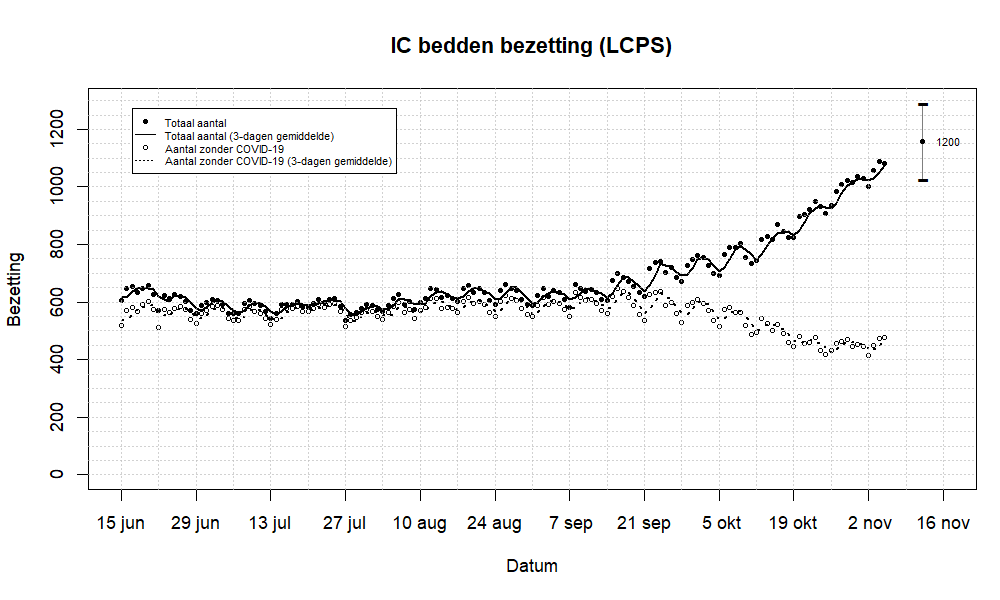 IC bedden bezetting (LCPS)
Totaal aantal
Totaal aantal (3-dagen gemiddelde)
Aantal zonder COVID-19
Aantal zonder COVID-19 (3-dagen gemiddelde)
1200
1200
1000
800
600
400
200
0
Bezetting
15 jun 29 jun 13 jul 27 jul 10 aug 24 aug 7 sep 21 sep 5 okt 19 okt 2 nov 16 nov
Datum